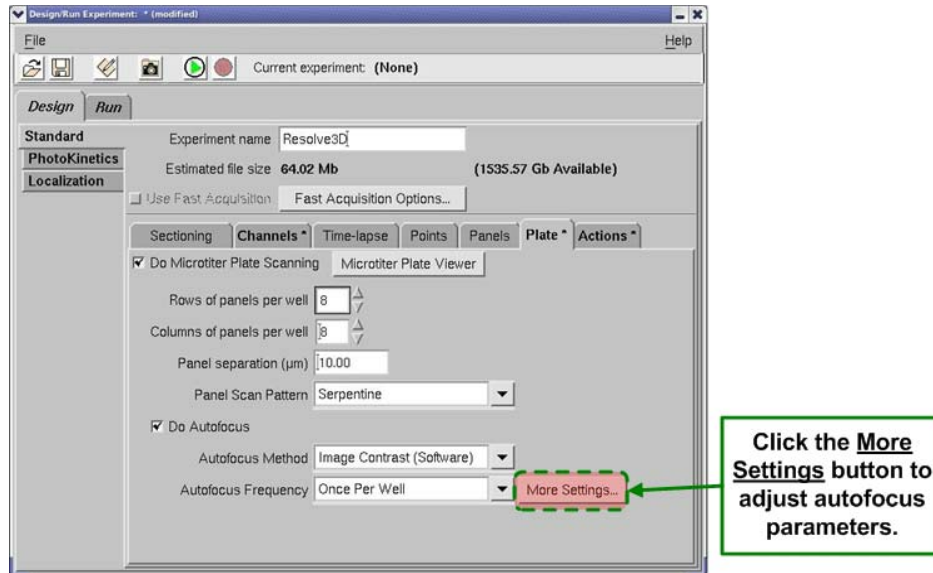 Design/Run Experiment: * (modified)
File Help
Current experiment: (None)
Design Run
Standard
PhotoKinetics
Localization
Experiment name Resolve3D
Estimated file size 64.02 Mb (1535.57 Gb Available)
Use Fast Acquisition Fast Acquisition Options...
Sectioning Channels * Time-lapse Points Panels Plate * Actions *
Do Microtiter Plate Scanning Microtiter Plate Viewer
Rows of panels per well 8
Columns of panels per well 8
Panel separation (µm) 10.00
Panel Scan Pattern Serpentine
Do Autofocus
Autofocus Method Image Contrast (Software)
Autofocus Frequency Once Per Well More Settings...
Click the More
Settings button to
adjust autofocus
parameters.